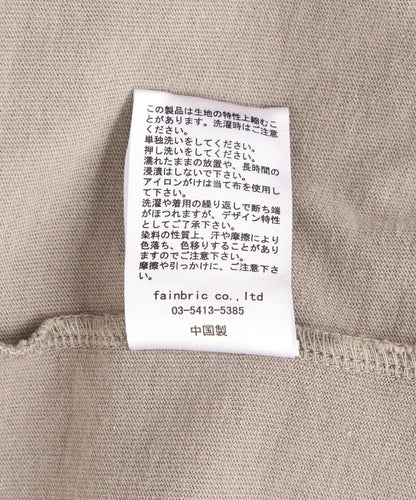 この製品は生地の特性上縮むこ
とがあります。洗濯時はご注意
ください。
単独洗いをしてください。
押し洗いをしてください。
濡れたままの放置や、長時間の
浸漬はしないで下さい。
アイロンがけは当て布を使用し
て下さい。
洗濯や着用の繰り返しで断ち端
がほつれますが、デザイン特性
としてご了承下さい。
染料の性質上、汗や摩擦により
色落ち、色移りすることがあり
ますのでご注意下さい。
摩擦や引っかけに、ご注意下さ
い。
fainbric co.,ltd
03-5413-5385
中国製